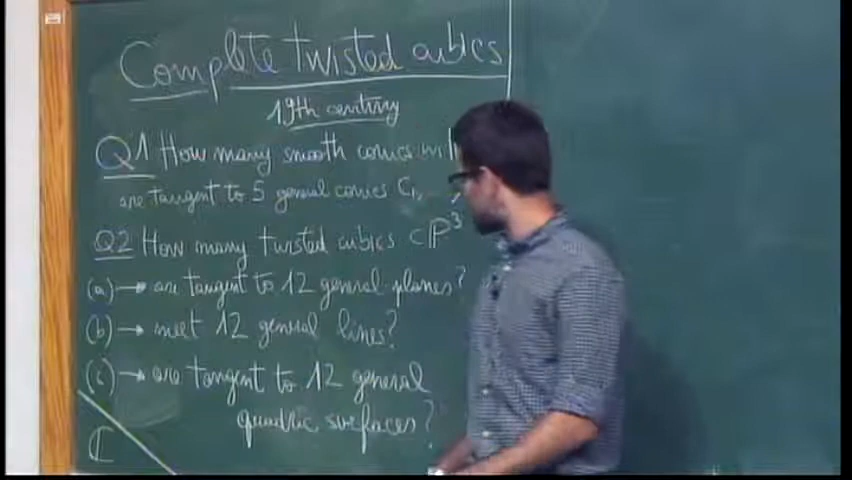 Complete twisted cubics
19th century
Q1 How many smooth conics
are tangent to 5 general conics C₁,
Q2 How many twisted cubics ⊂ ℙ³
(a) → are tangent to 12 general planes?
(b) → meet 12 general lines?
(c) → are tangent to 12 general
quadric surfaces?
ℂ